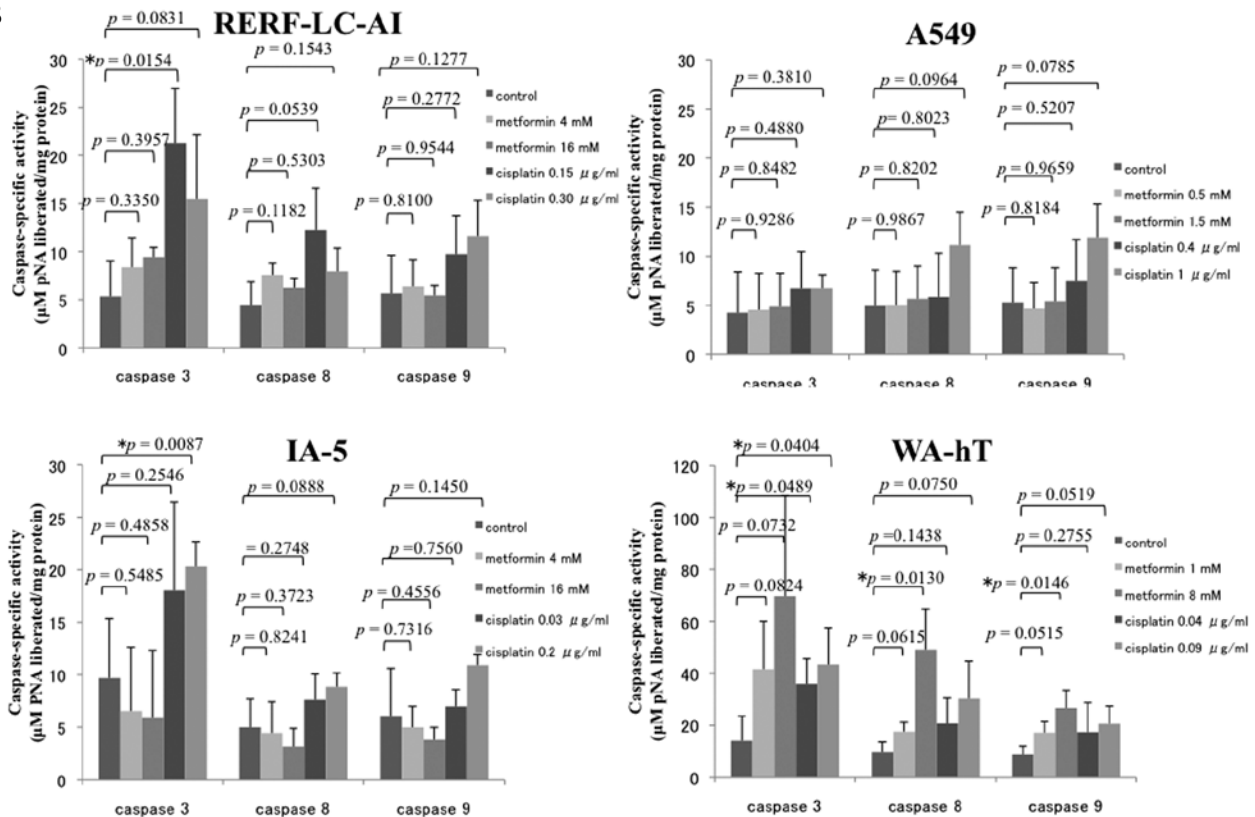 RERF-LC-AI
p = 0.0831
*p = 0.0154
p = 0.3957
p = 0.3350
p = 0.1543
p = 0.0539
p = 0.5303
p = 0.1182
p = 0.1277
p = 0.2772
p = 0.9544
p = 0.8100
Caspase-specific activity
(μM pNA liberated/mg protein)
30
25
20
15
10
5
0
caspase 3 caspase 8 caspase 9
control
metformin 4 mM
metformin 16 mM
cisplatin 0.15 μg/ml
cisplatin 0.30 μg/ml
A549
p = 0.3810
p = 0.4880
p = 0.8482
p = 0.9286
p = 0.0964
p = 0.8023
p = 0.8202
p = 0.9867
p = 0.0785
p = 0.5207
p = 0.9659
p = 0.8184
Caspase-specific activity
(μM pNA liberated/mg protein)
30
25
20
15
10
5
0
caspase 3 caspase 8 caspase 9
control
metformin 0.5 mM
metformin 1.5 mM
cisplatin 0.4 μg/ml
cisplatin 1 μg/ml
IA-5
*p = 0.0087
p = 0.2546
p = 0.4858
p = 0.5485
p = 0.0888
= 0.2748
p = 0.3723
p = 0.8241
p = 0.1450
p = 0.7560
p = 0.4556
p = 0.7316
Caspase-specific activity
(μM PNA liberated/mg protein)
30
25
20
15
10
5
0
caspase 3 caspase 8 caspase 9
control
metformin 4 mM
metformin 16 mM
cisplatin 0.03 μg/ml
cisplatin 0.2 μg/ml
WA-hT
*p = 0.0404
*p = 0.0489
p = 0.0732
p = 0.0824
p = 0.0750
p = 0.1438
*p = 0.0130
p = 0.0615
p = 0.0519
p = 0.2755
*p = 0.0146
p = 0.0515
Caspase-specific activity
(μM pNA liberated/mg protein)
120
100
80
60
40
20
0
caspase 3 caspase 8 caspase 9
control
metformin 1 mM
metformin 8 mM
cisplatin 0.04 μg/ml
cisplatin 0.09 μg/ml